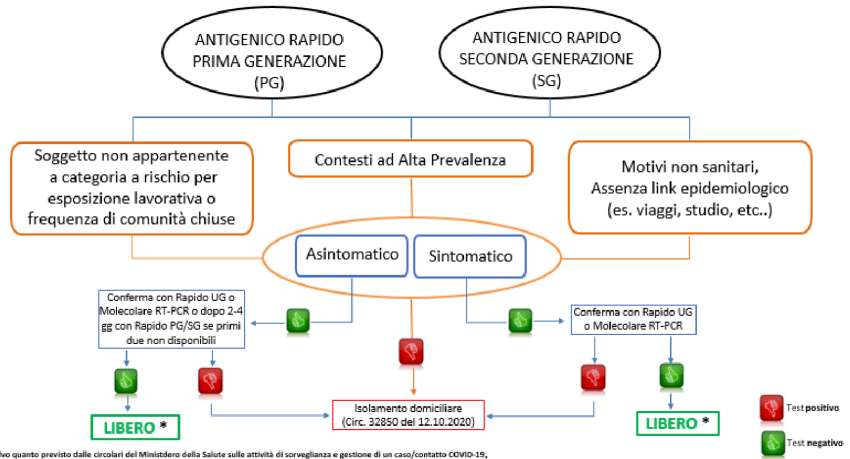 ANTIGENICO RAPIDO
PRIMA GENERAZIONE
(PG)
ANTIGENICO RAPIDO
SECONDA GENERAZIONE
(SG)
Soggetto non appartenente
a categoria a rischio per
esposizione lavorativa o
frequenza di comunità chiuse
Contesti ad Alta Prevalenza
Motivi non sanitari,
Assenza link epidemiologico
(es. viaggi, studio, etc..)
Asintomatico
Sintomatico
Conferma con Rapido UG o
Molecolare RT-PCR o dopo 2-4
gg con Rapido PG/SG se primi
due non disponibili
Conferma con Rapido UG
o Molecolare RT-PCR
Isolamento domiciliare
(Circ. 32850 del 12.10.2020)
LIBERO *
LIBERO *
Test positivo
Test negativo
quanto previsto dalle circolari del Ministdero della Salute sulle attività di sorveglianza e gestione di un caso/contatto COVID-19.